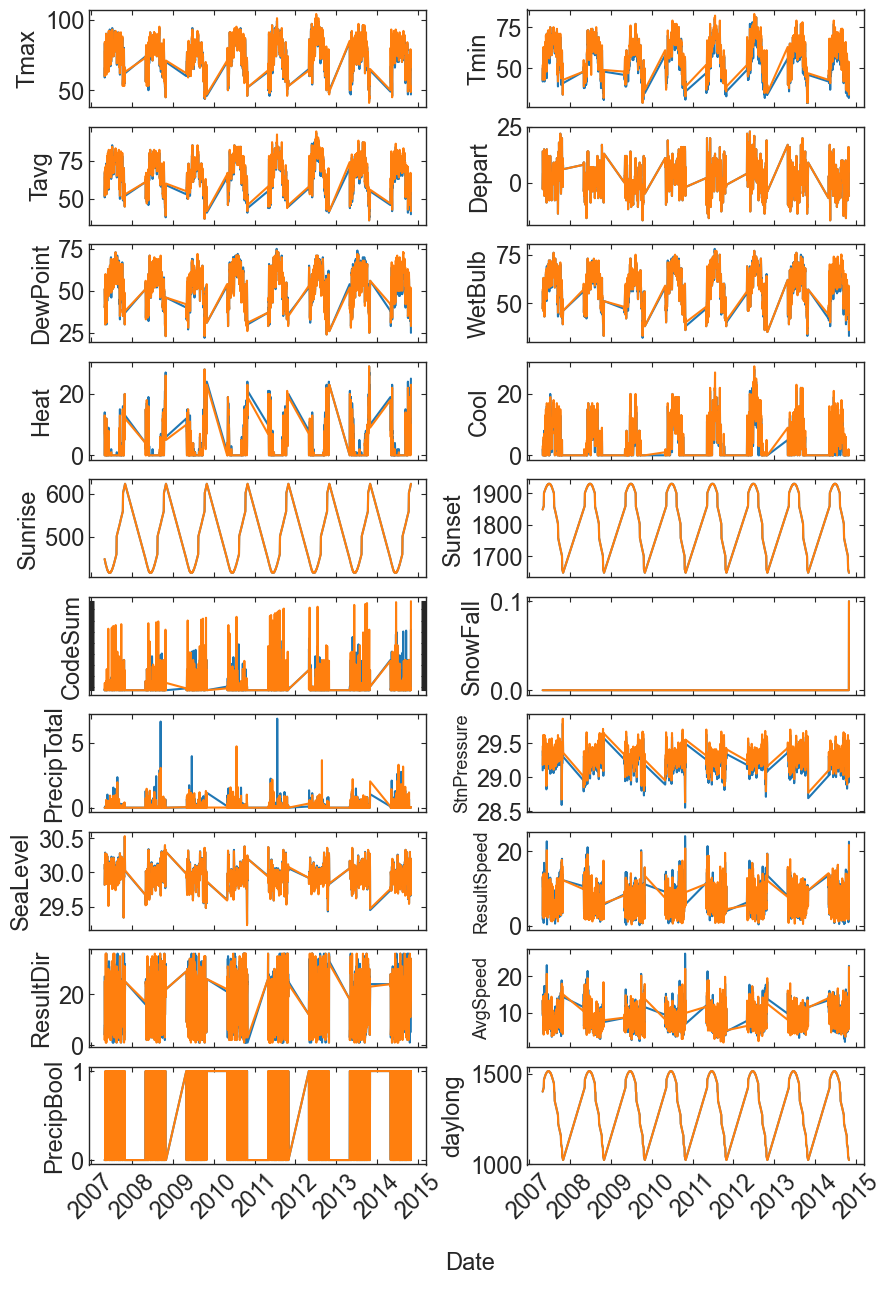 Tmax
100
50
Tmin
75
50
Tavg
75
50
Depart
25
0
DewPoint
75
50
25
WetBulb
75
50
Heat
20
0
Cool
20
0
Sunrise
600
500
Sunset
1900
1800
1700
CodeSum
SnowFall
0.1
0.0
PrecipTotal
5
0
StnPressure
29.5
29.0
28.5
SeaLevel
30.5
30.0
29.5
ResultSpeed
20
0
ResultDir
20
0
AvgSpeed
20
10
PrecipBool
1
0
daylong
1500
1000
2007 2008 2009 2010 2011 2012 2013 2014 2015
2007 2008 2009 2010 2011 2012 2013 2014 2015
Date